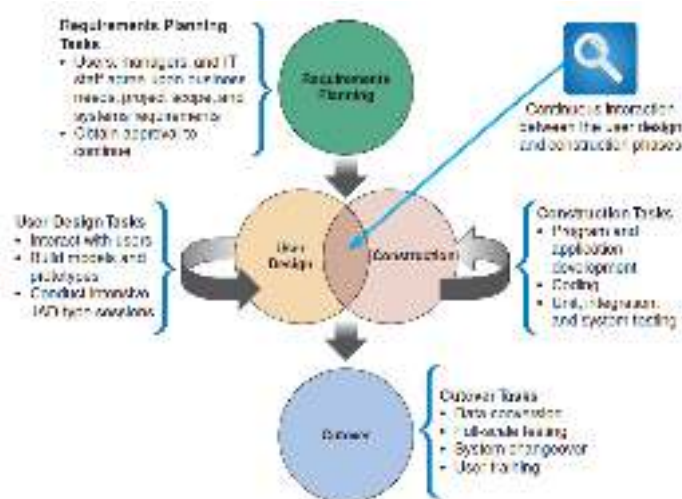 Requirements Planning
Tasks
• Users, managers, and IT
staff agree upon business
needs, project scope, and
systems requirements
• Obtain approval to
continue
Requirements
Planning
Continuous interaction
between the user design
and construction phases
User Design Tasks
• Interact with users
• Build models and
prototypes
• Conduct intensive
JAD-type sessions
User
Design
Construction
Construction Tasks
• Program and
application
development
• Coding
• Unit, integration,
and system testing
Cutover
Cutover Tasks
• Data conversion
• Full-scale testing
• System changeover
• User training